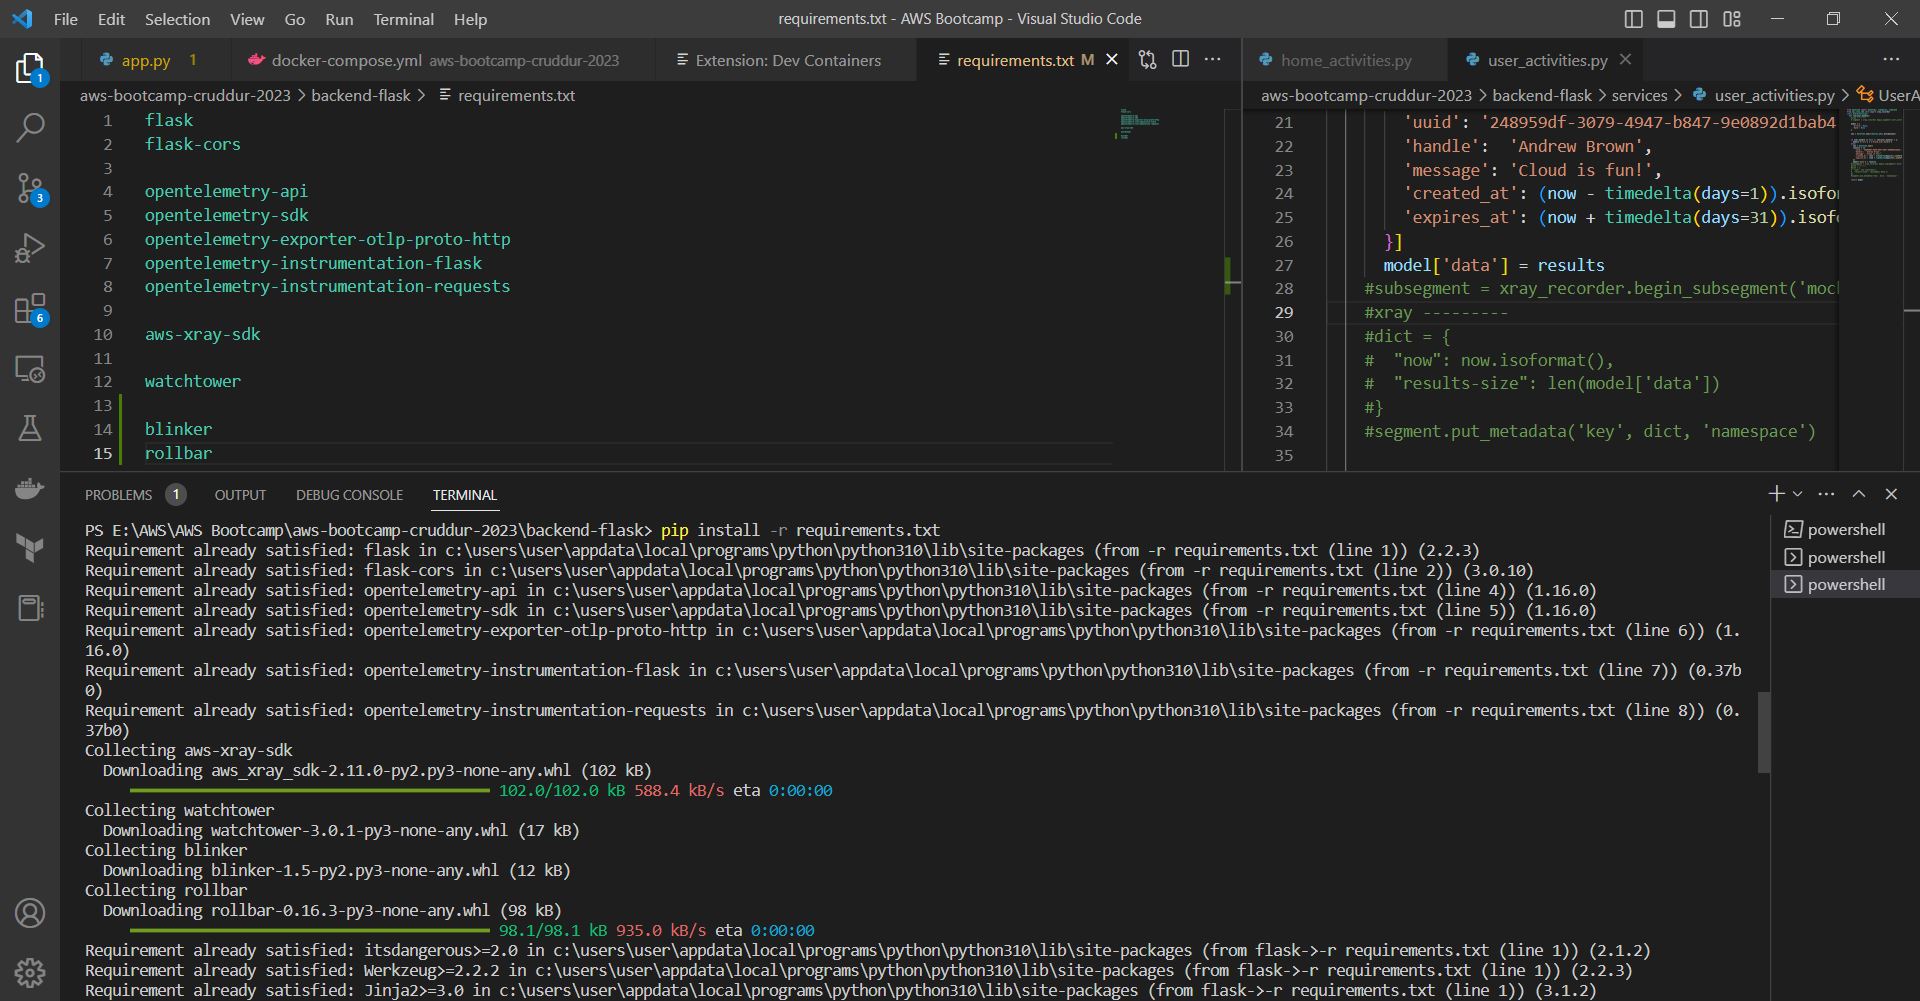 File Edit Selection View Go Run Terminal Help
requirements.txt - AWS Bootcamp - Visual Studio Code
app.py 1
docker-compose.yml aws-bootcamp-cruddur-2023
Extension: Dev Containers
requirements.txt M
home_activities.py
user_activities.py
aws-bootcamp-cruddur-2023 > backend-flask > requirements.txt
1 flask
2 flask-cors
3
4 opentelemetry-api
5 opentelemetry-sdk
6 opentelemetry-exporter-otlp-proto-http
7 opentelemetry-instrumentation-flask
8 opentelemetry-instrumentation-requests
9
10 aws-xray-sdk
11
12 watchtower
13
14 blinker
15 rollbar
aws-bootcamp-cruddur-2023 > backend-flask > services > user_activities.py > UserA
21 'uuid': '248959df-3079-4947-b847-9e0892d1bab4
22 'handle':  'Andrew Brown',
23 'message': 'Cloud is fun!',
24 'created_at': (now - timedelta(days=1)).isofor
25 'expires_at': (now + timedelta(days=31)).isofo
26 }]
27 model['data'] = results
28 #subsegment = xray_recorder.begin_subsegment('moc
29 #xray ---------
30 #dict = {
31 #  "now": now.isoformat(),
32 #  "results-size": len(model['data'])
33 #}
34 #segment.put_metadata('key', dict, 'namespace')
35
1
3
6
PROBLEMS 1 OUTPUT DEBUG CONSOLE TERMINAL
PS E:\AWS\AWS Bootcamp\aws-bootcamp-cruddur-2023\backend-flask> pip install -r requirements.txt
Requirement already satisfied: flask in c:\users\user\appdata\local\programs\python\python310\lib\site-packages (from -r requirements.txt (line 1)) (2.2.3)
Requirement already satisfied: flask-cors in c:\users\user\appdata\local\programs\python\python310\lib\site-packages (from -r requirements.txt (line 2)) (3.0.10)
Requirement already satisfied: opentelemetry-api in c:\users\user\appdata\local\programs\python\python310\lib\site-packages (from -r requirements.txt (line 4)) (1.16.0)
Requirement already satisfied: opentelemetry-sdk in c:\users\user\appdata\local\programs\python\python310\lib\site-packages (from -r requirements.txt (line 5)) (1.16.0)
Requirement already satisfied: opentelemetry-exporter-otlp-proto-http in c:\users\user\appdata\local\programs\python\python310\lib\site-packages (from -r requirements.txt (line 6)) (1.
16.0)
Requirement already satisfied: opentelemetry-instrumentation-flask in c:\users\user\appdata\local\programs\python\python310\lib\site-packages (from -r requirements.txt (line 7)) (0.37b
0)
Requirement already satisfied: opentelemetry-instrumentation-requests in c:\users\user\appdata\local\programs\python\python310\lib\site-packages (from -r requirements.txt (line 8)) (0.
37b0)
Collecting aws-xray-sdk
Downloading aws_xray_sdk-2.11.0-py2.py3-none-any.whl (102 kB)
102.0/102.0 kB 588.4 kB/s eta 0:00:00
Collecting watchtower
Downloading watchtower-3.0.1-py3-none-any.whl (17 kB)
Collecting blinker
Downloading blinker-1.5-py2.py3-none-any.whl (12 kB)
Collecting rollbar
Downloading rollbar-0.16.3-py3-none-any.whl (98 kB)
98.1/98.1 kB 935.0 kB/s eta 0:00:00
Requirement already satisfied: itsdangerous>=2.0 in c:\users\user\appdata\local\programs\python\python310\lib\site-packages (from flask->-r requirements.txt (line 1)) (2.1.2)
Requirement already satisfied: Werkzeug>=2.2.2 in c:\users\user\appdata\local\programs\python\python310\lib\site-packages (from flask->-r requirements.txt (line 1)) (2.2.3)
Requirement already satisfied: Jinja2>=3.0 in c:\users\user\appdata\local\programs\python\python310\lib\site-packages (from flask->-r requirements.txt (line 1)) (3.1.2)
powershell
powershell
powershell